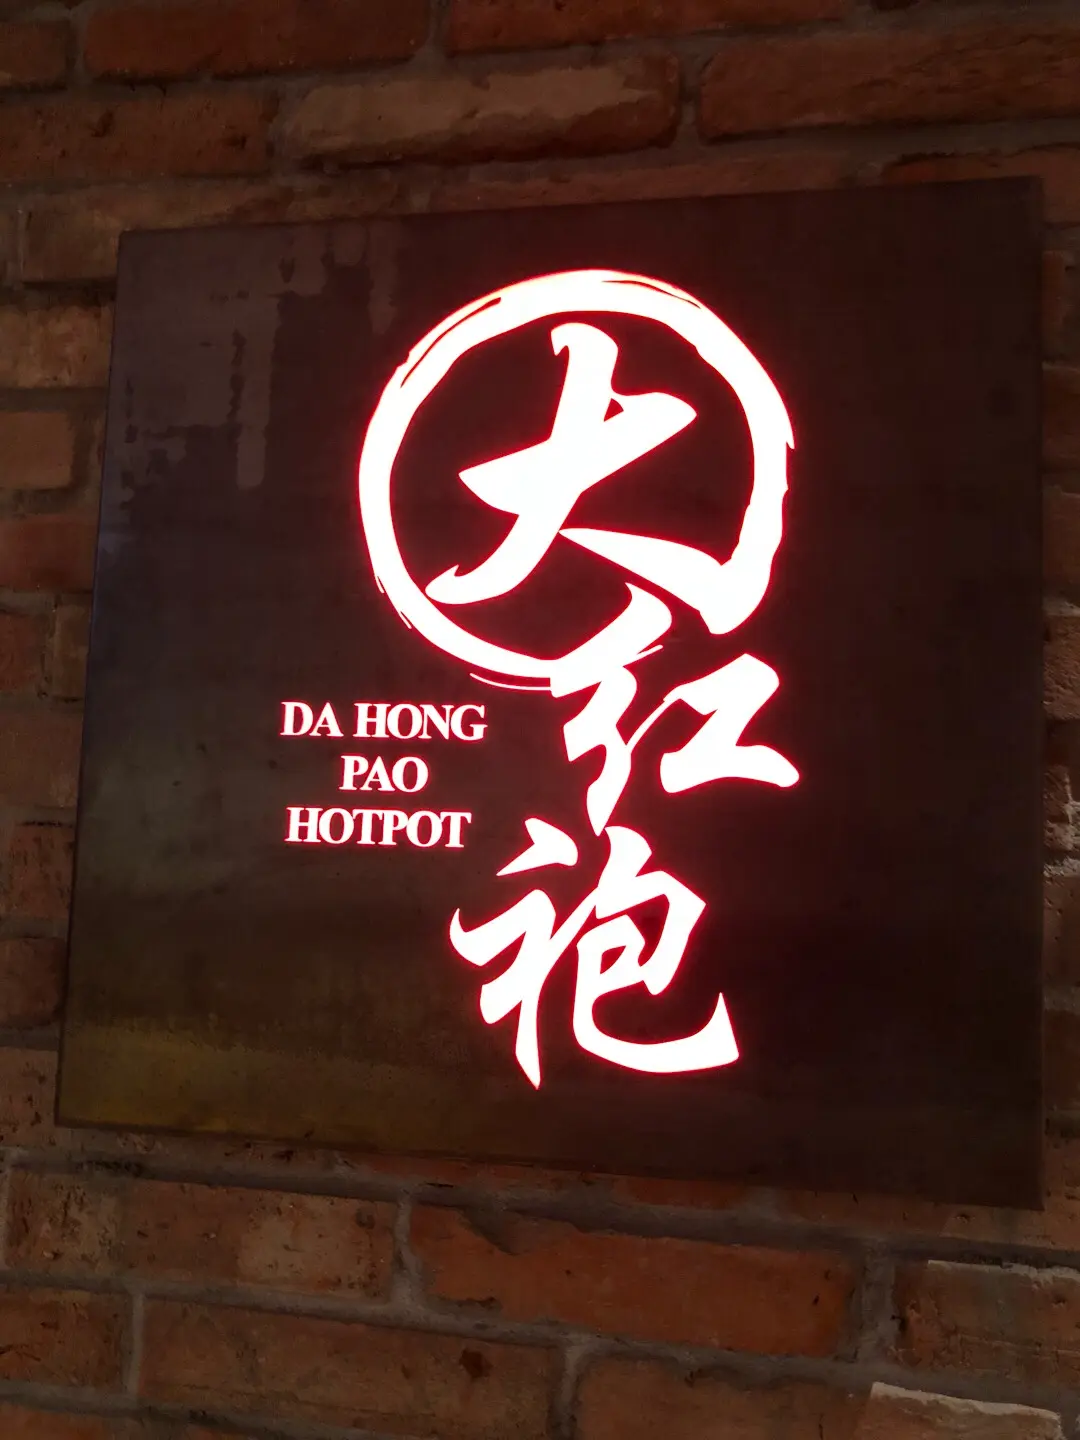 大
红
袍
DA HONG
PAO
HOTPOT